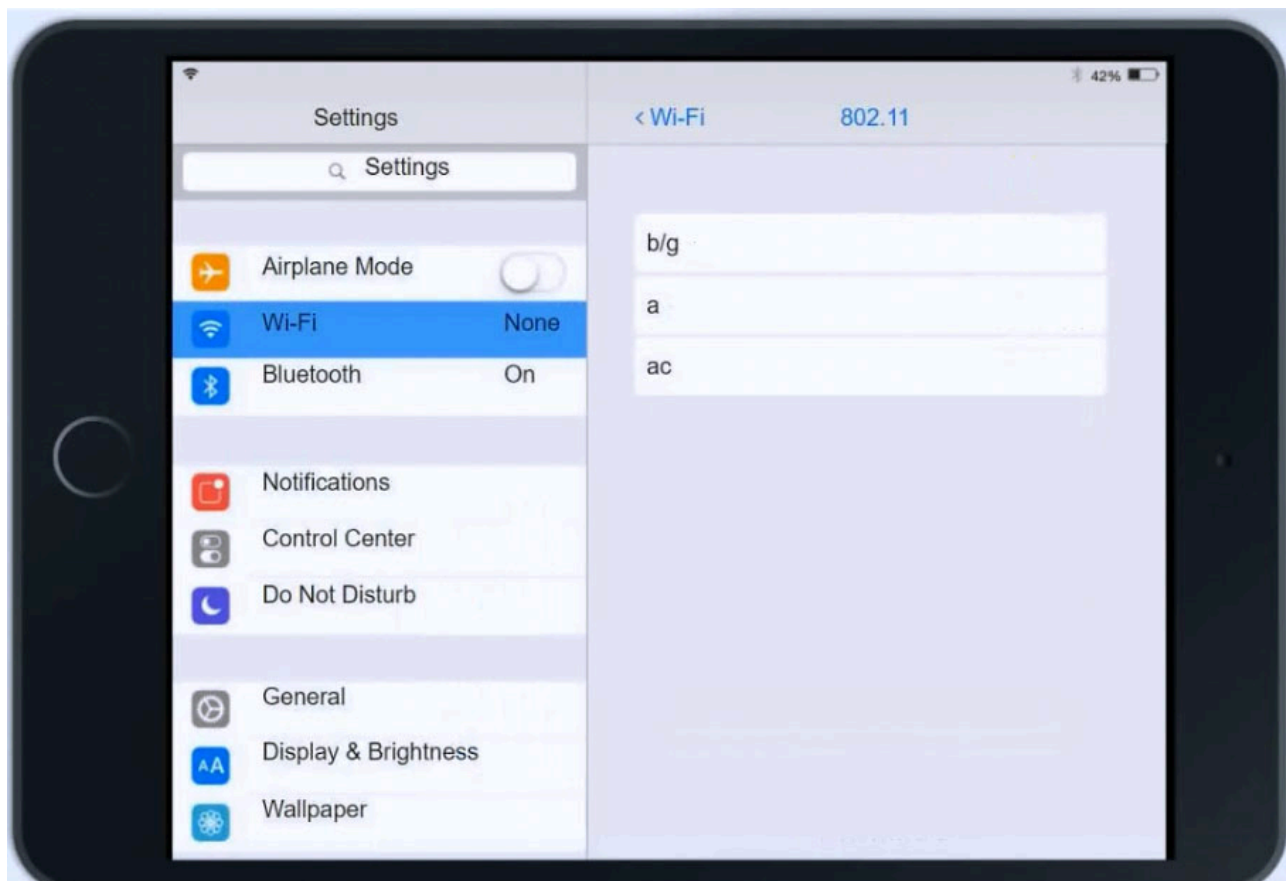 42%
Settings
< Wi-Fi 802.11
Settings
Airplane Mode
Wi-Fi None
Bluetooth On
Notifications
Control Center
Do Not Disturb
General
AA Display & Brightness
Wallpaper
b/g
a
ac